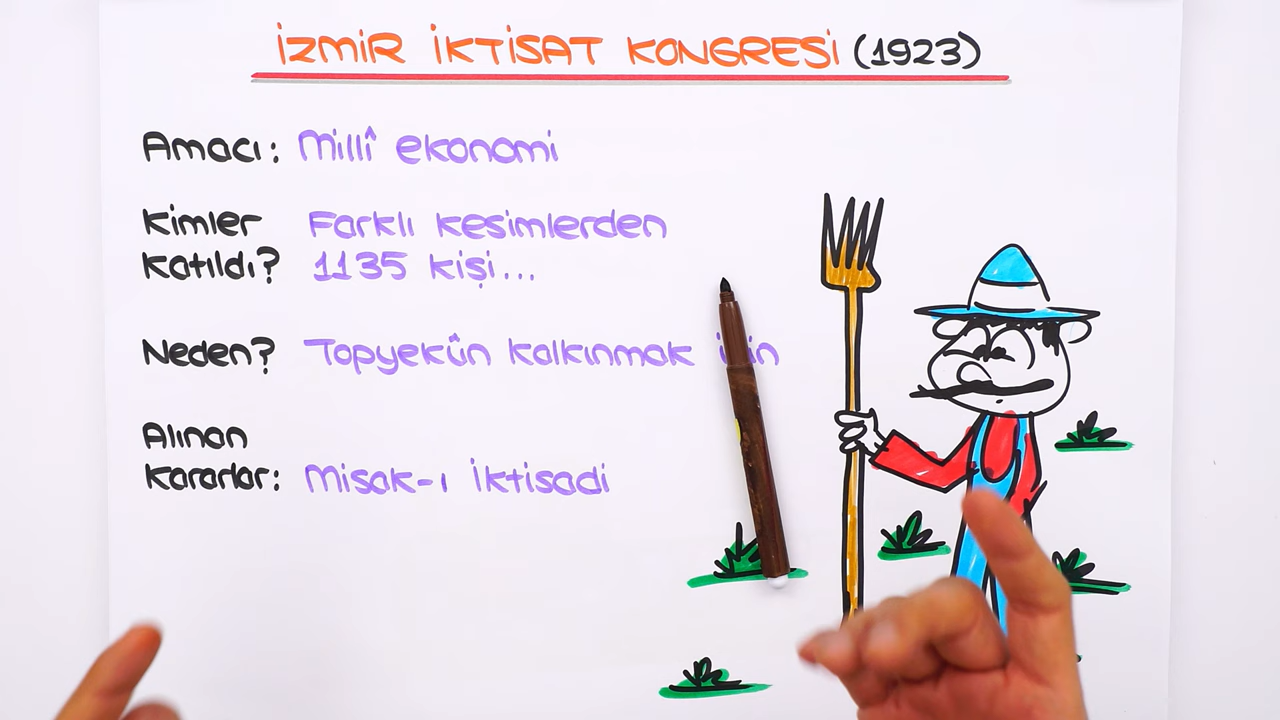 İZMİR İKTİSAT KONGRESİ (1923)
Amacı: Millî ekonomi
Kimler Farklı kesimlerden
Katıldı? 1135 kişi...
Neden? Topyekûn kalkınmak
Alınan
Kararlar: Misak-ı İktisadi